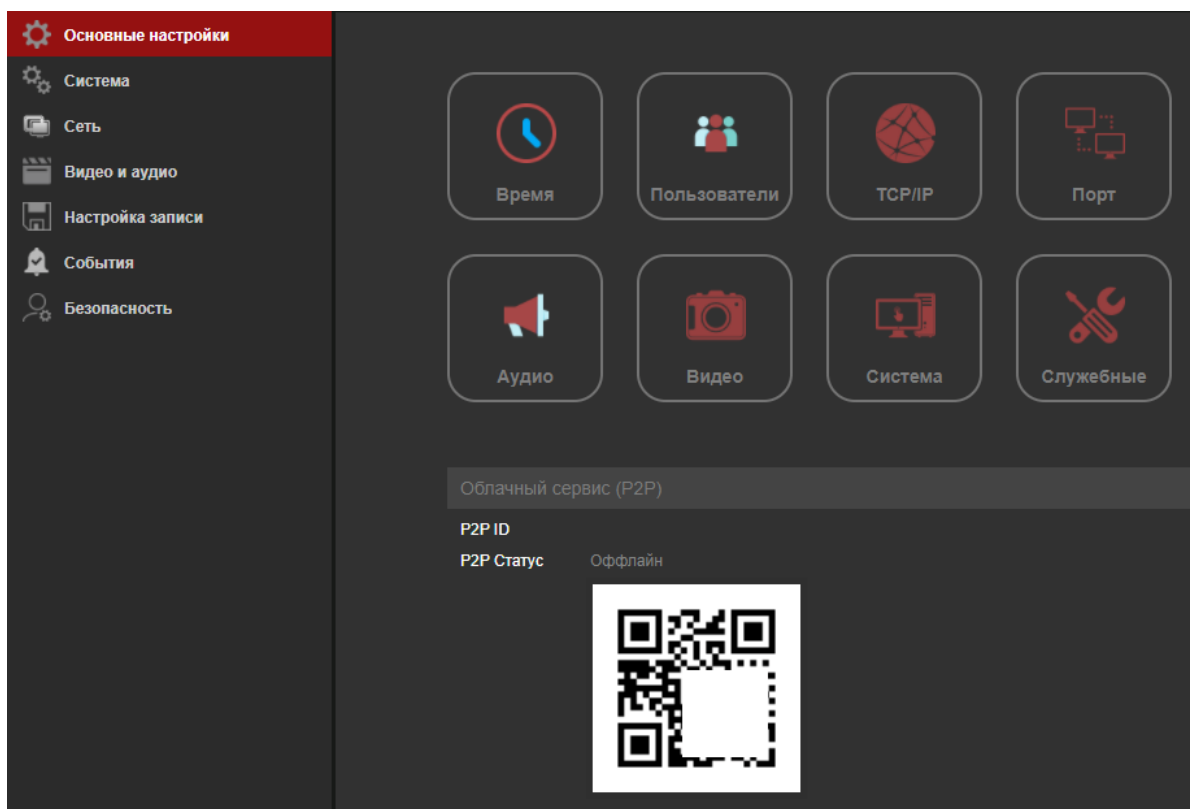 Основные настройки
Система
Сеть
Видео и аудио
Настройка записи
События
Безопасность
Время
Пользователи
TCP/IP
Порт
Аудио
Видео
Система
Служебные
Облачный сервис (P2P)
P2P ID
P2P Статус
Оффлайн